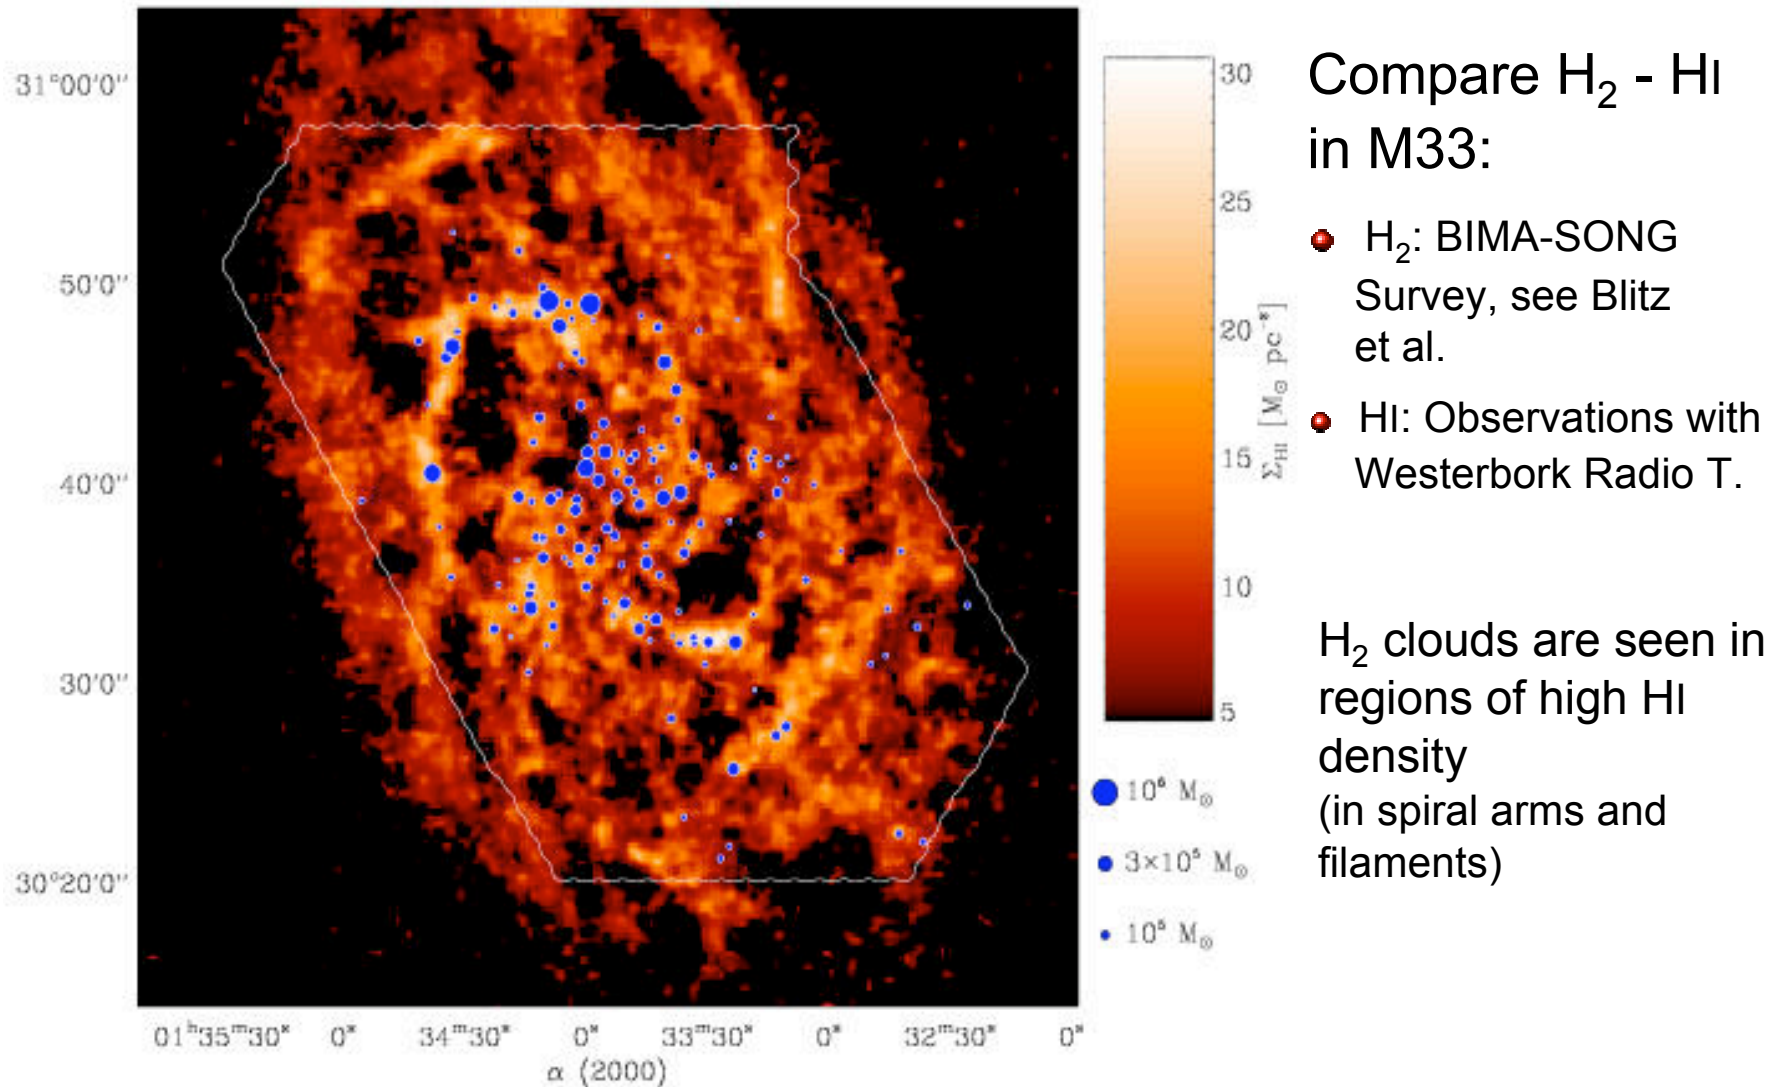 31°00'0"
50'0"
40'0"
30'0"
30°20'0"
01ʰ35ᵐ30ˢ 0ˢ 34ᵐ30ˢ 0ˢ 33ᵐ30ˢ 0ˢ 32ᵐ30ˢ 0ˢ
α (2000)
30
25
20
15
10
5
Σ_HI [M⊙ pc⁻²]
10⁶ M⊙
3×10⁵ M⊙
10⁵ M⊙
Compare H₂ - HI
in M33:
H₂: BIMA-SONG
Survey, see Blitz
et al.
HI: Observations with
Westerbork Radio T.
H₂ clouds are seen in
regions of high HI
density
(in spiral arms and
filaments)